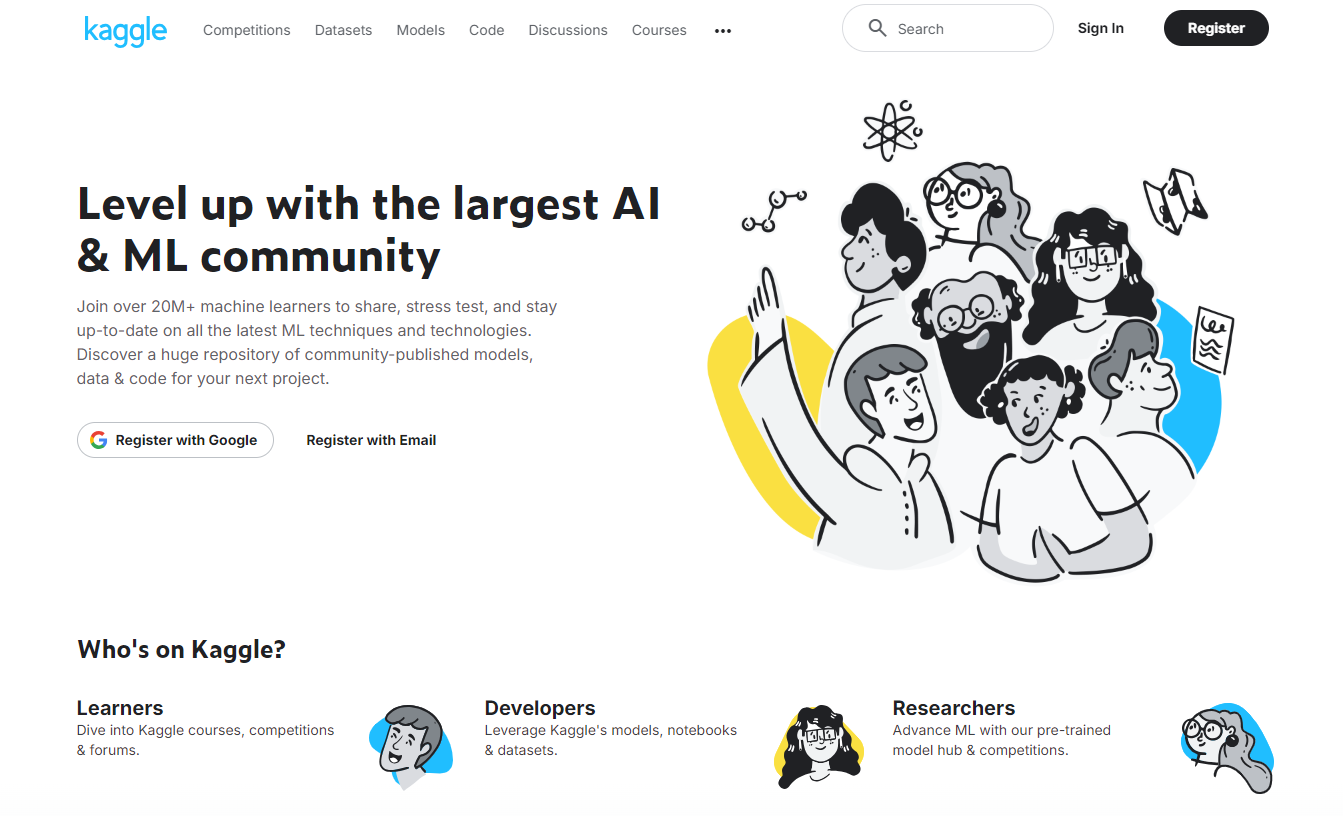 kaggle
Competitions
Datasets
Models
Code
Discussions
Courses
Search
Sign In
Register
Level up with the largest AI
& ML community
Join over 20M+ machine learners to share, stress test, and stay
up-to-date on all the latest ML techniques and technologies.
Discover a huge repository of community-published models,
data & code for your next project.
Register with Google
Register with Email
Who's on Kaggle?
Learners
Dive into Kaggle courses, competitions
& forums.
Developers
Leverage Kaggle's models, notebooks
& datasets.
Researchers
Advance ML with our pre-trained
model hub & competitions.